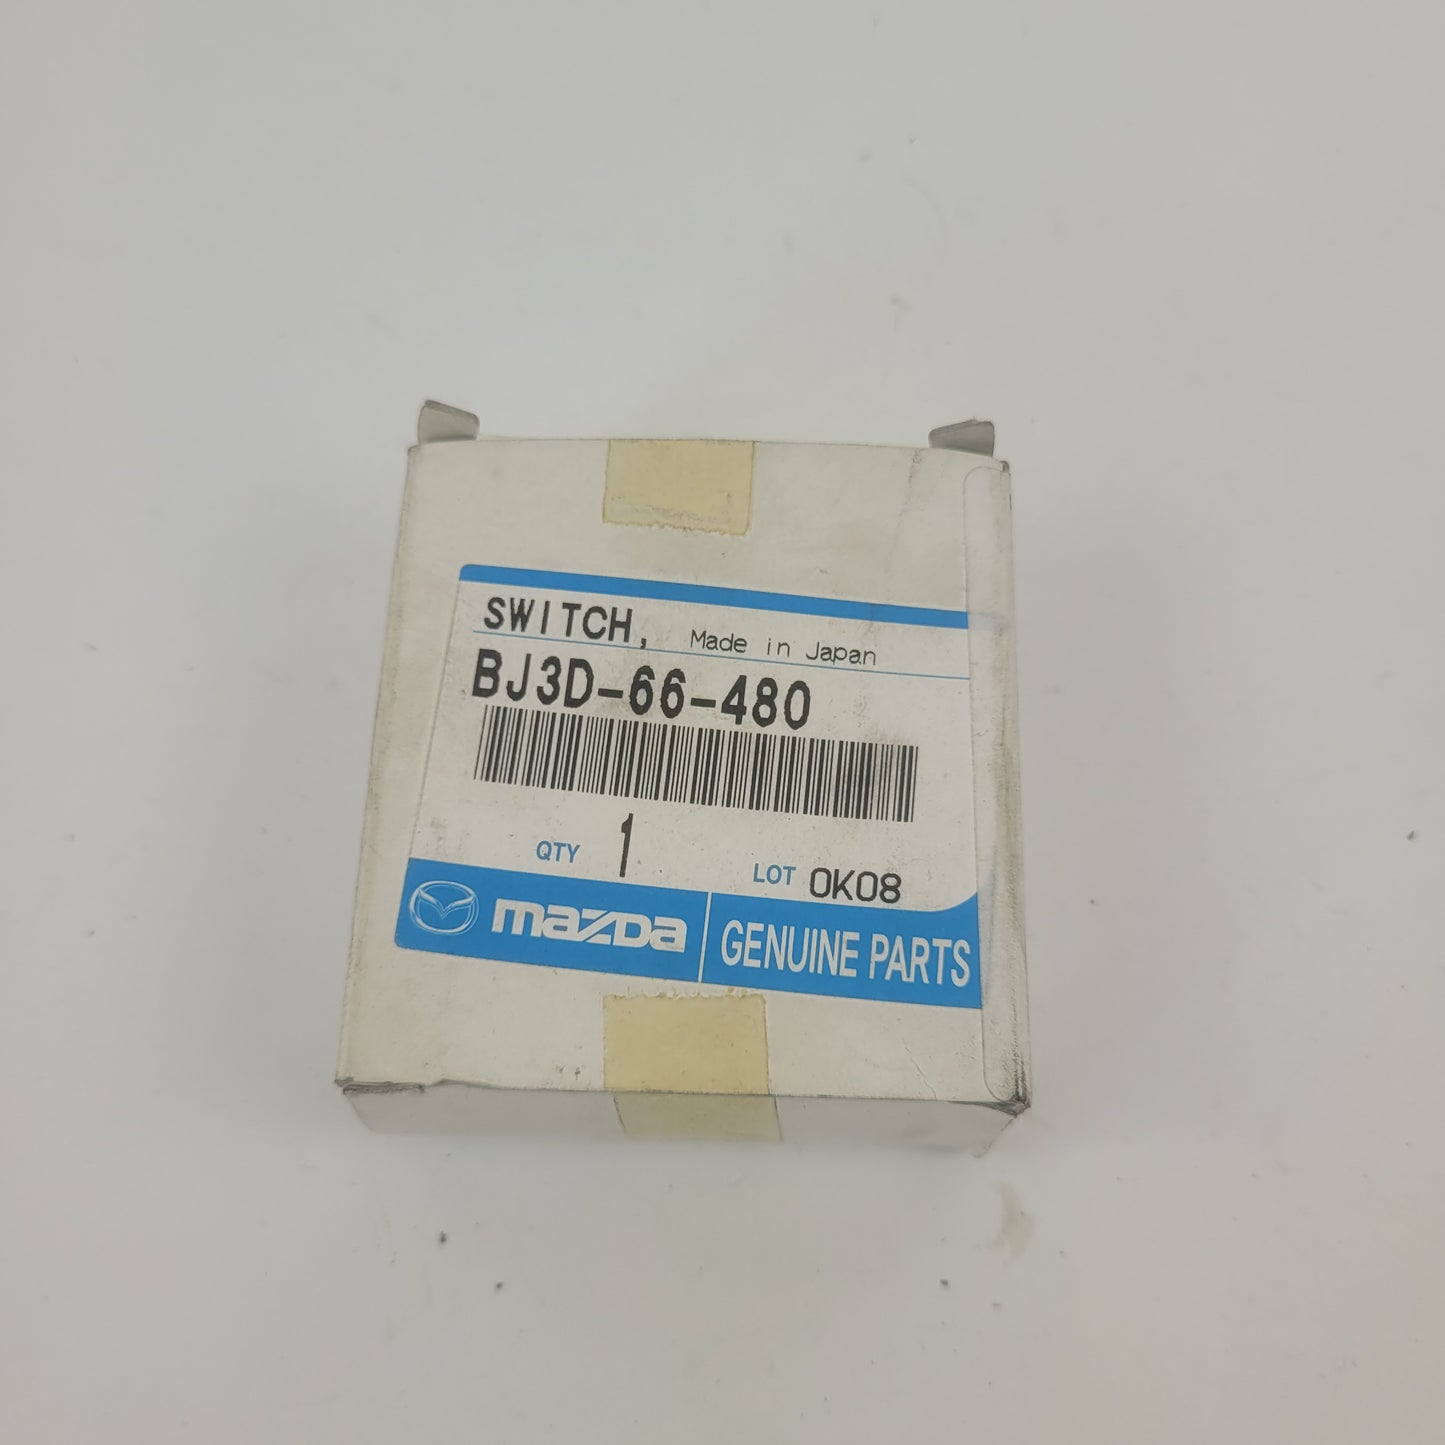 SWITCH, Made in Japan
BJ3D-66-480
QTY 1 LOT 0K08
mazda GENUINE PARTS